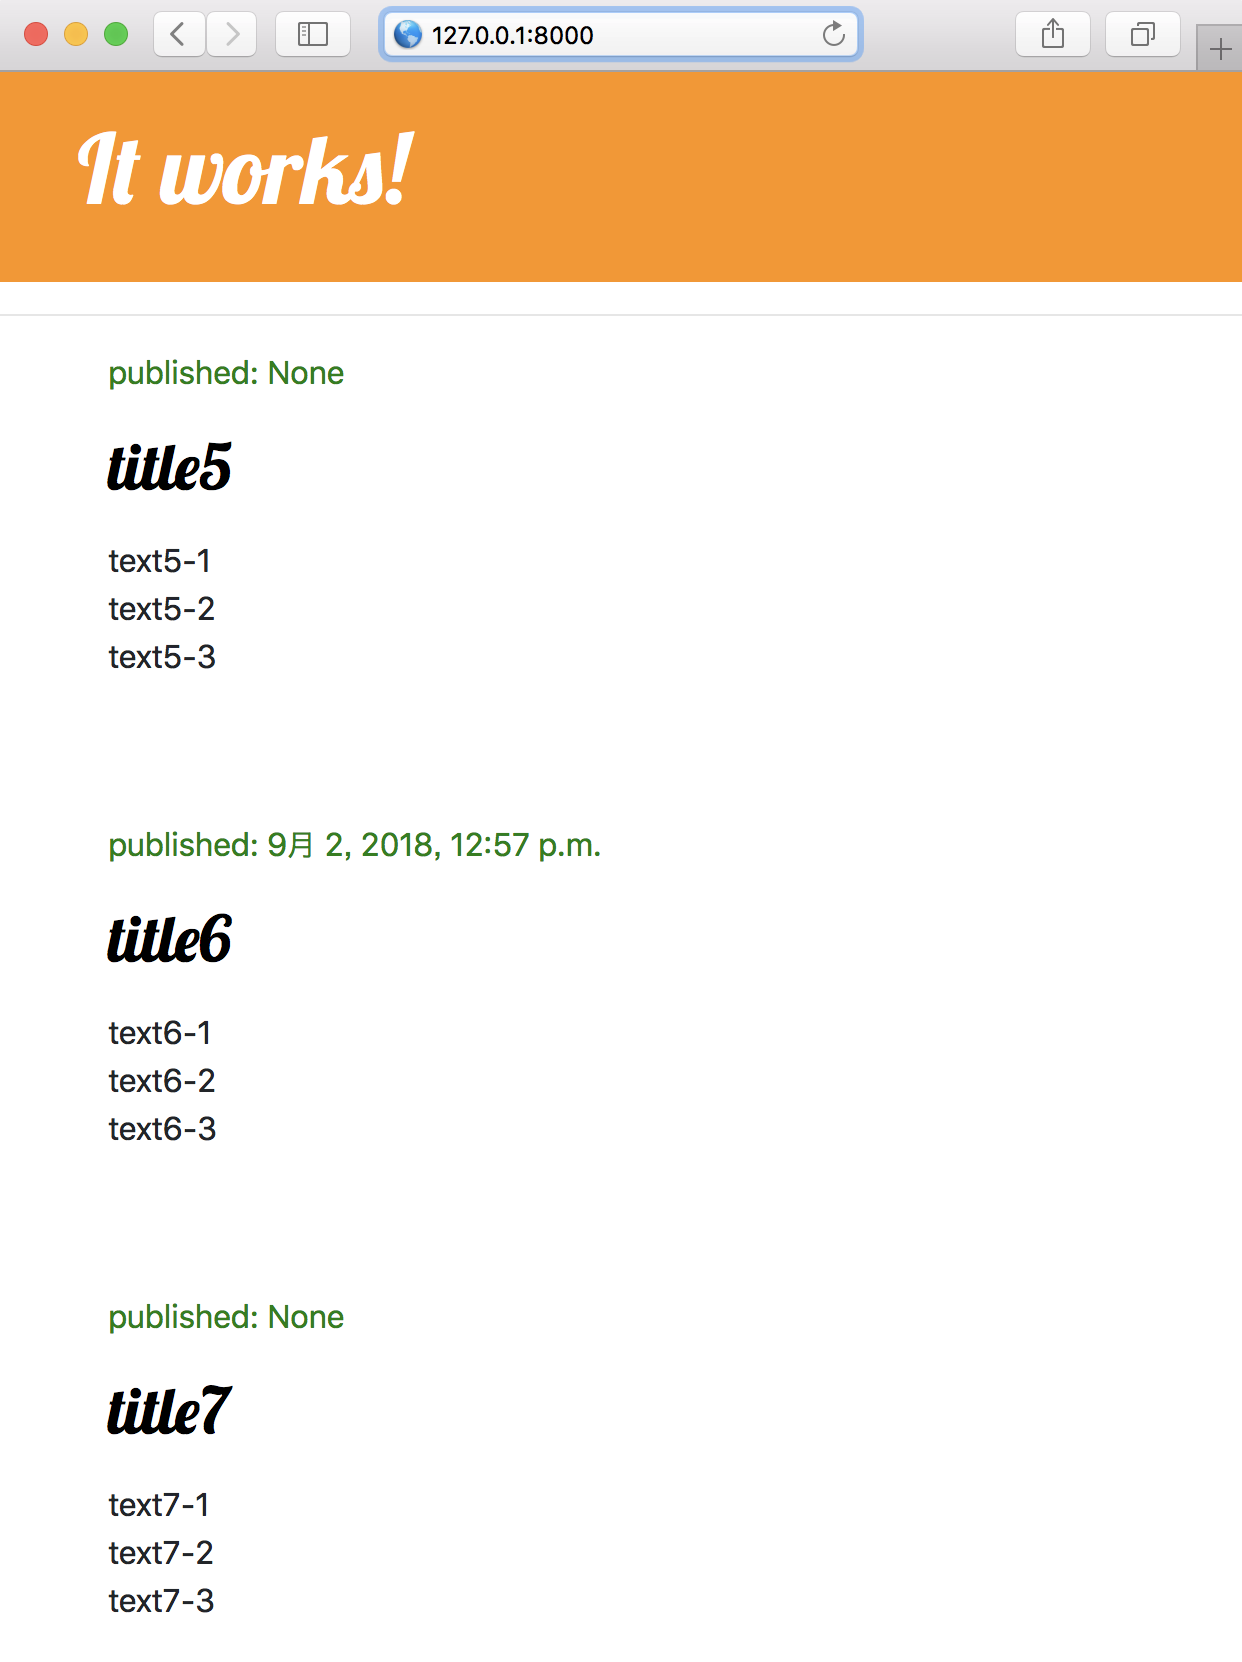 127.0.0.1:8000
It works!
published: None
title5
text5-1
text5-2
text5-3
published: 9月 2, 2018, 12:57 p.m.
title6
text6-1
text6-2
text6-3
published: None
title7
text7-1
text7-2
text7-3